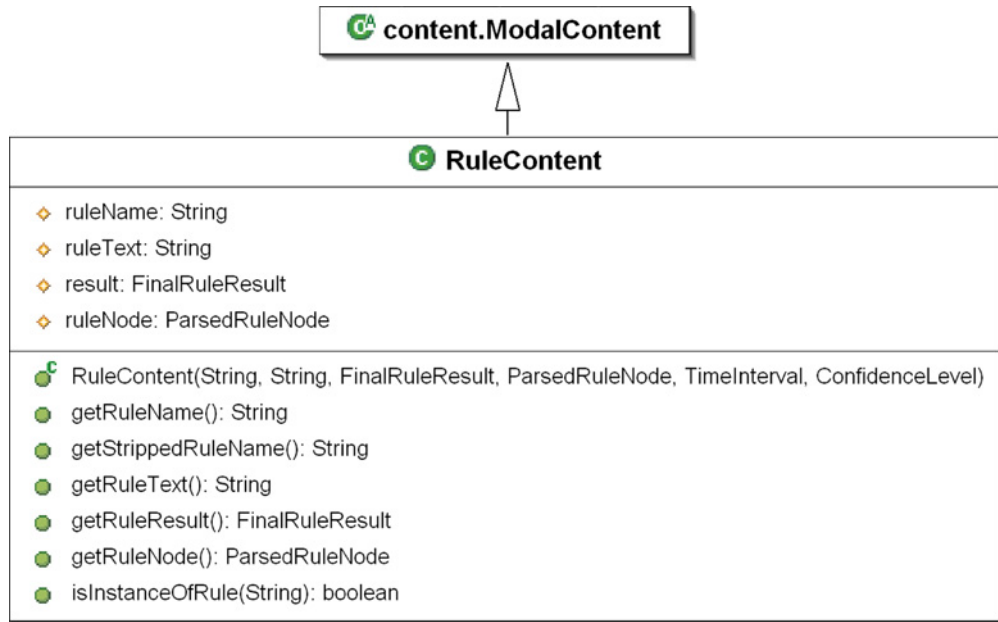 C A content.ModalContent
C RuleContent
ruleName: String
ruleText: String
result: FinalRuleResult
ruleNode: ParsedRuleNode
C RuleContent(String, String, FinalRuleResult, ParsedRuleNode, TimeInterval, ConfidenceLevel)
getRuleName(): String
getStrippedRuleName(): String
getRuleText(): String
getRuleResult(): FinalRuleResult
getRuleNode(): ParsedRuleNode
isInstanceOfRule(String): boolean